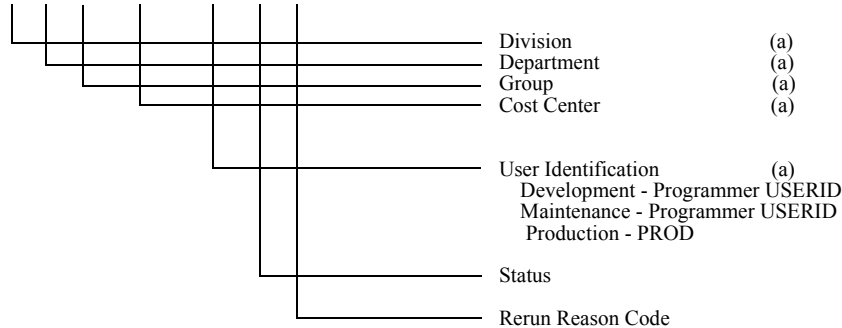 Division (a)
Department (a)
Group (a)
Cost Center (a)
User Identification (a)
Development - Programmer USERID
Maintenance - Programmer USERID
Production - PROD
Status
Rerun Reason Code